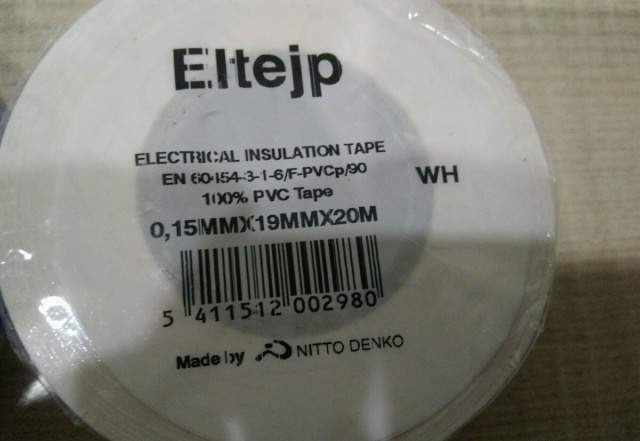 Eltejp
ELECTRICAL INSULATION TAPE
EN 60454-3-1-6/F-PVCp/90
100% PVC Tape
WH
0,15MMX19MMX20M
5 411512 002980
Made by NITTO DENKO